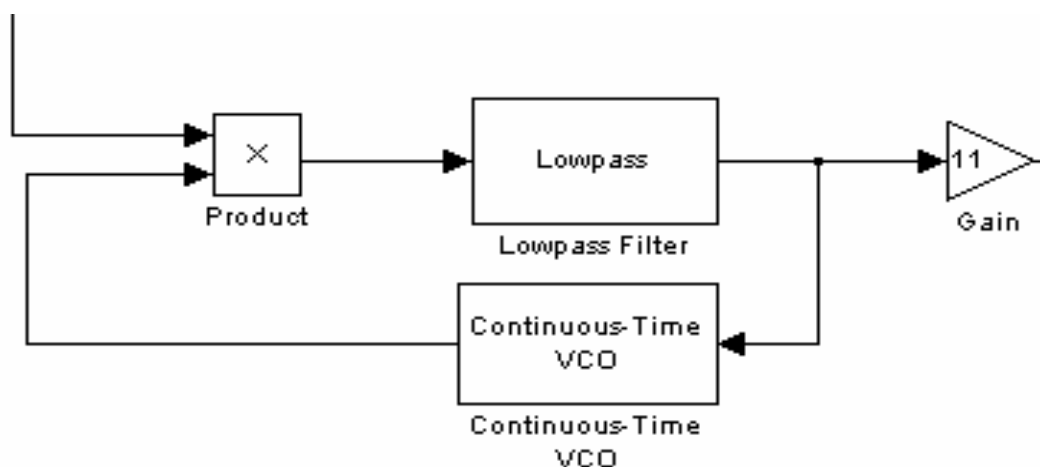 ×
Product
Lowpass
Lowpass Filter
11
Gain
Continuous-Time
VCO
Continuous-Time
VCO